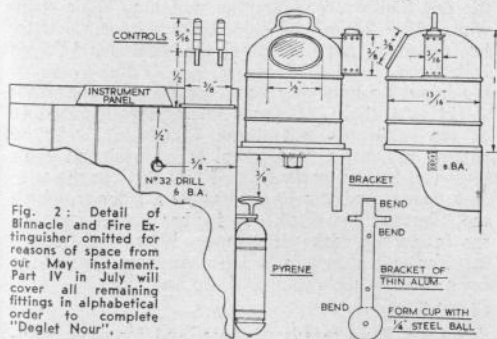 CONTROLS
5/16"
1/2"
3/8"
INSTRUMENT
PANEL
1/2"
3/8"
Nº 32 DRILL
6 B.A.
1/2"
3/8"
3/8"
3/8"
3/16"
13/16"
8 B.A.
BRACKET
PYRENE
BEND
BEND
BRACKET OF
THIN ALUM.
BEND
FORM CUP WITH
1/4" STEEL BALL
Fig. 2: Detail of
Binnacle and Fire Ex-
tinguisher omitted for
reasons of space from
our May instalment.
Part IV in July will
cover all remaining
fittings in alphabetical
order to complete
"Deglet Nour".